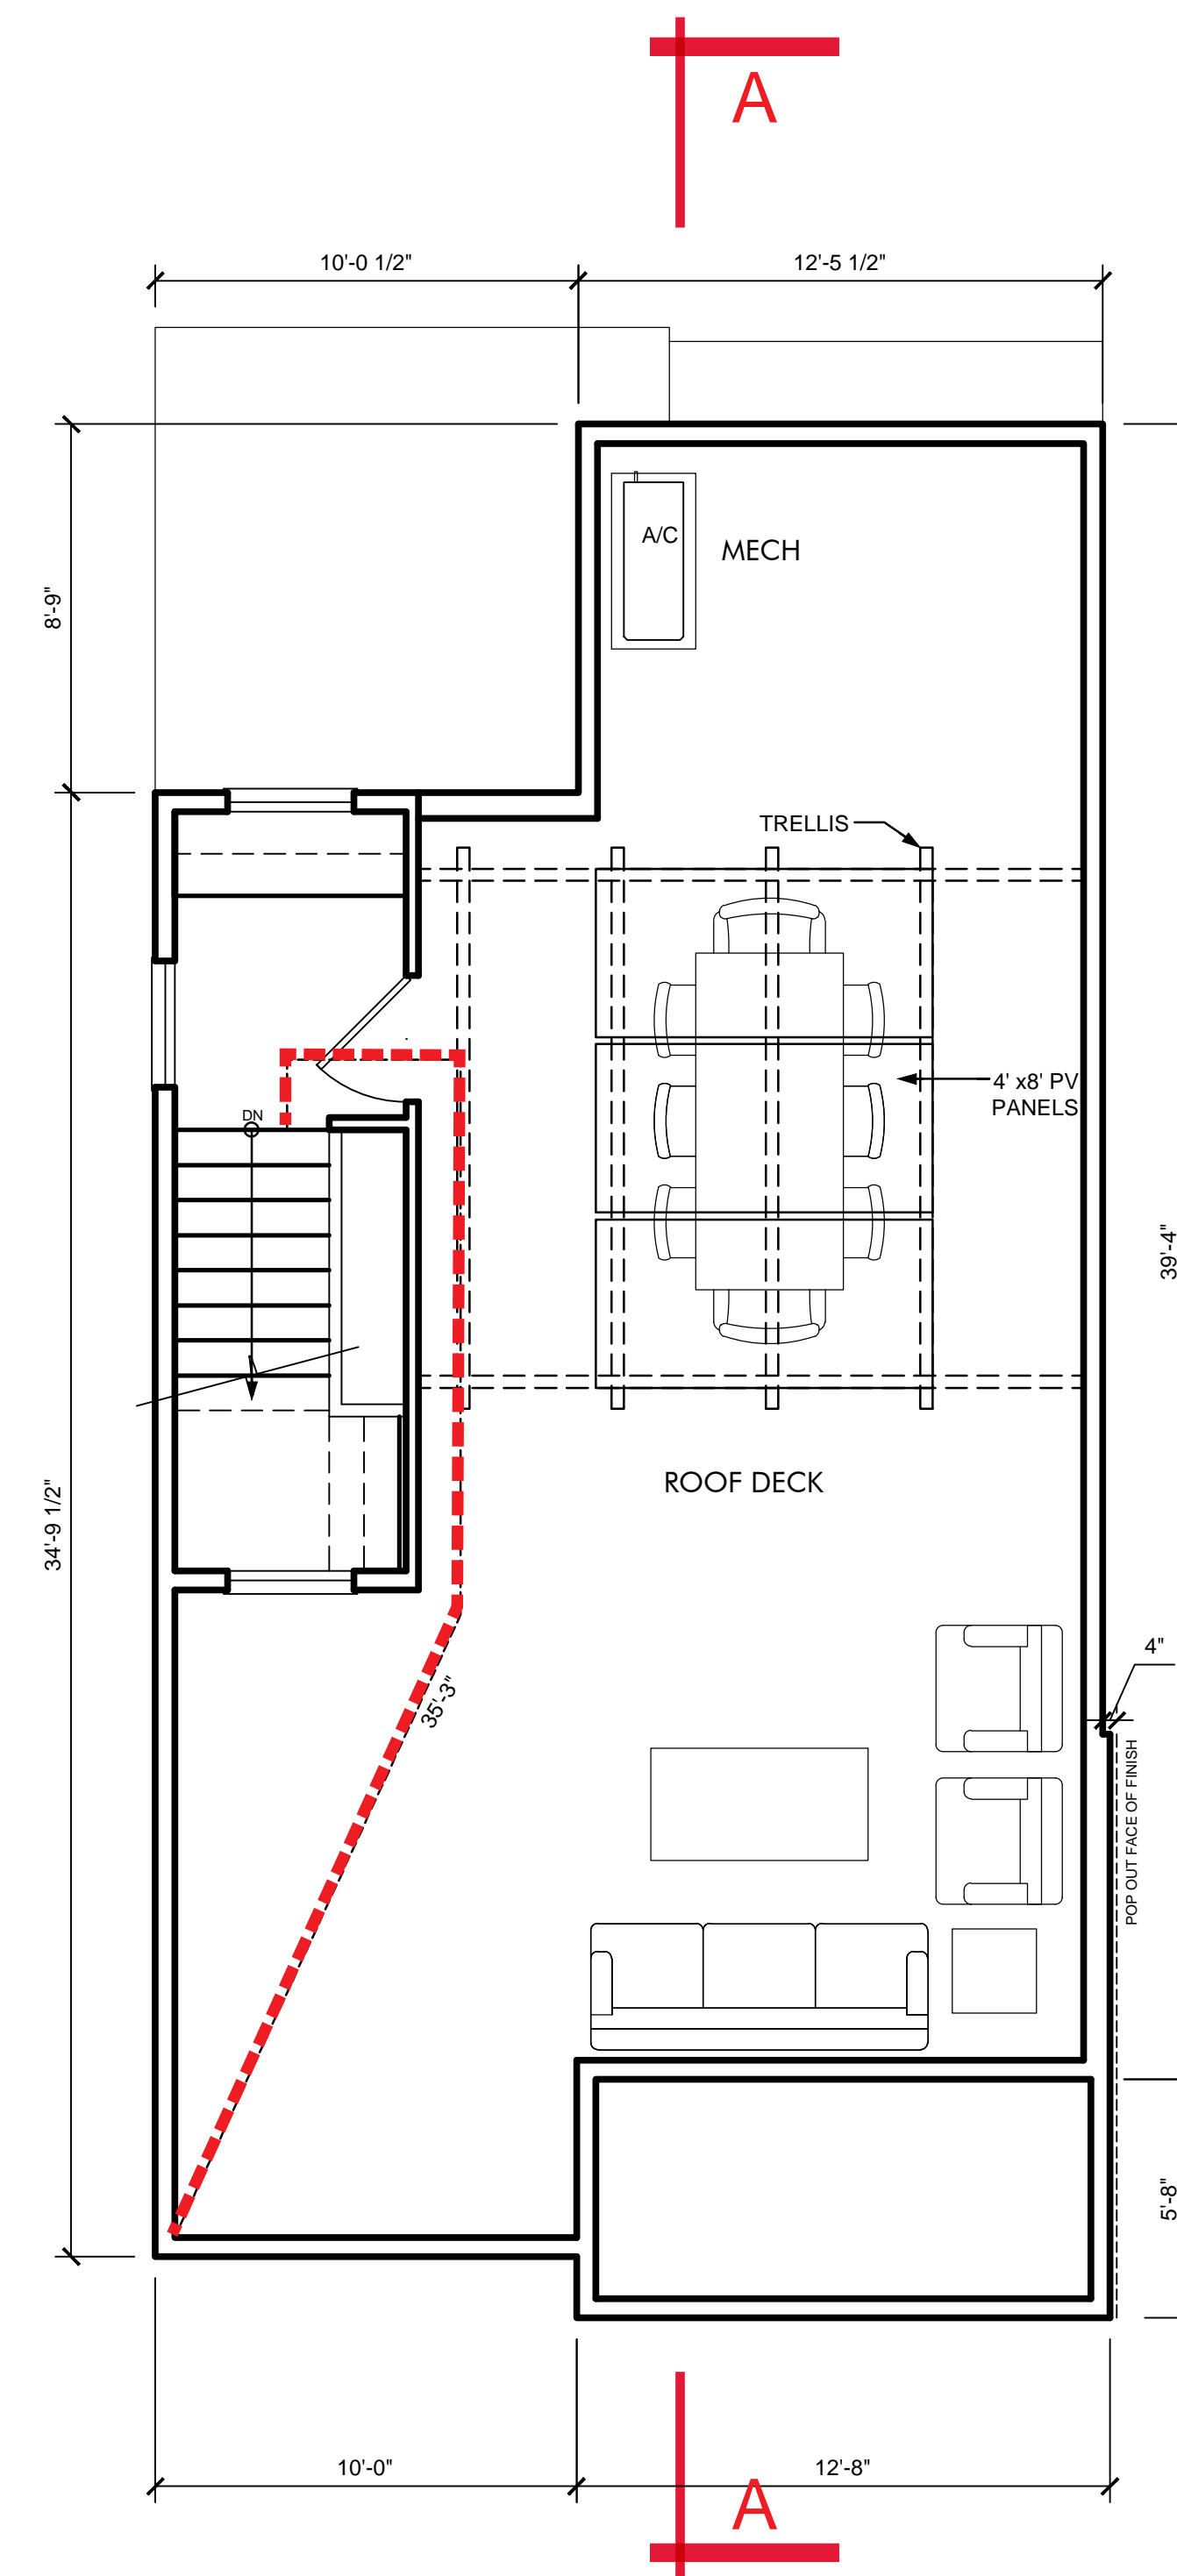 A
10'-0 1/2"
12'-5 1/2"
8'-9"
A/C
MECH
TRELLIS
4' x8' PV
PANELS
DN
39'-4"
ROOF DECK
34'-9 1/2"
4"
35'-3"
POP OUT FACE OF FINISH
5'-8"
10'-0"
12'-8"
A